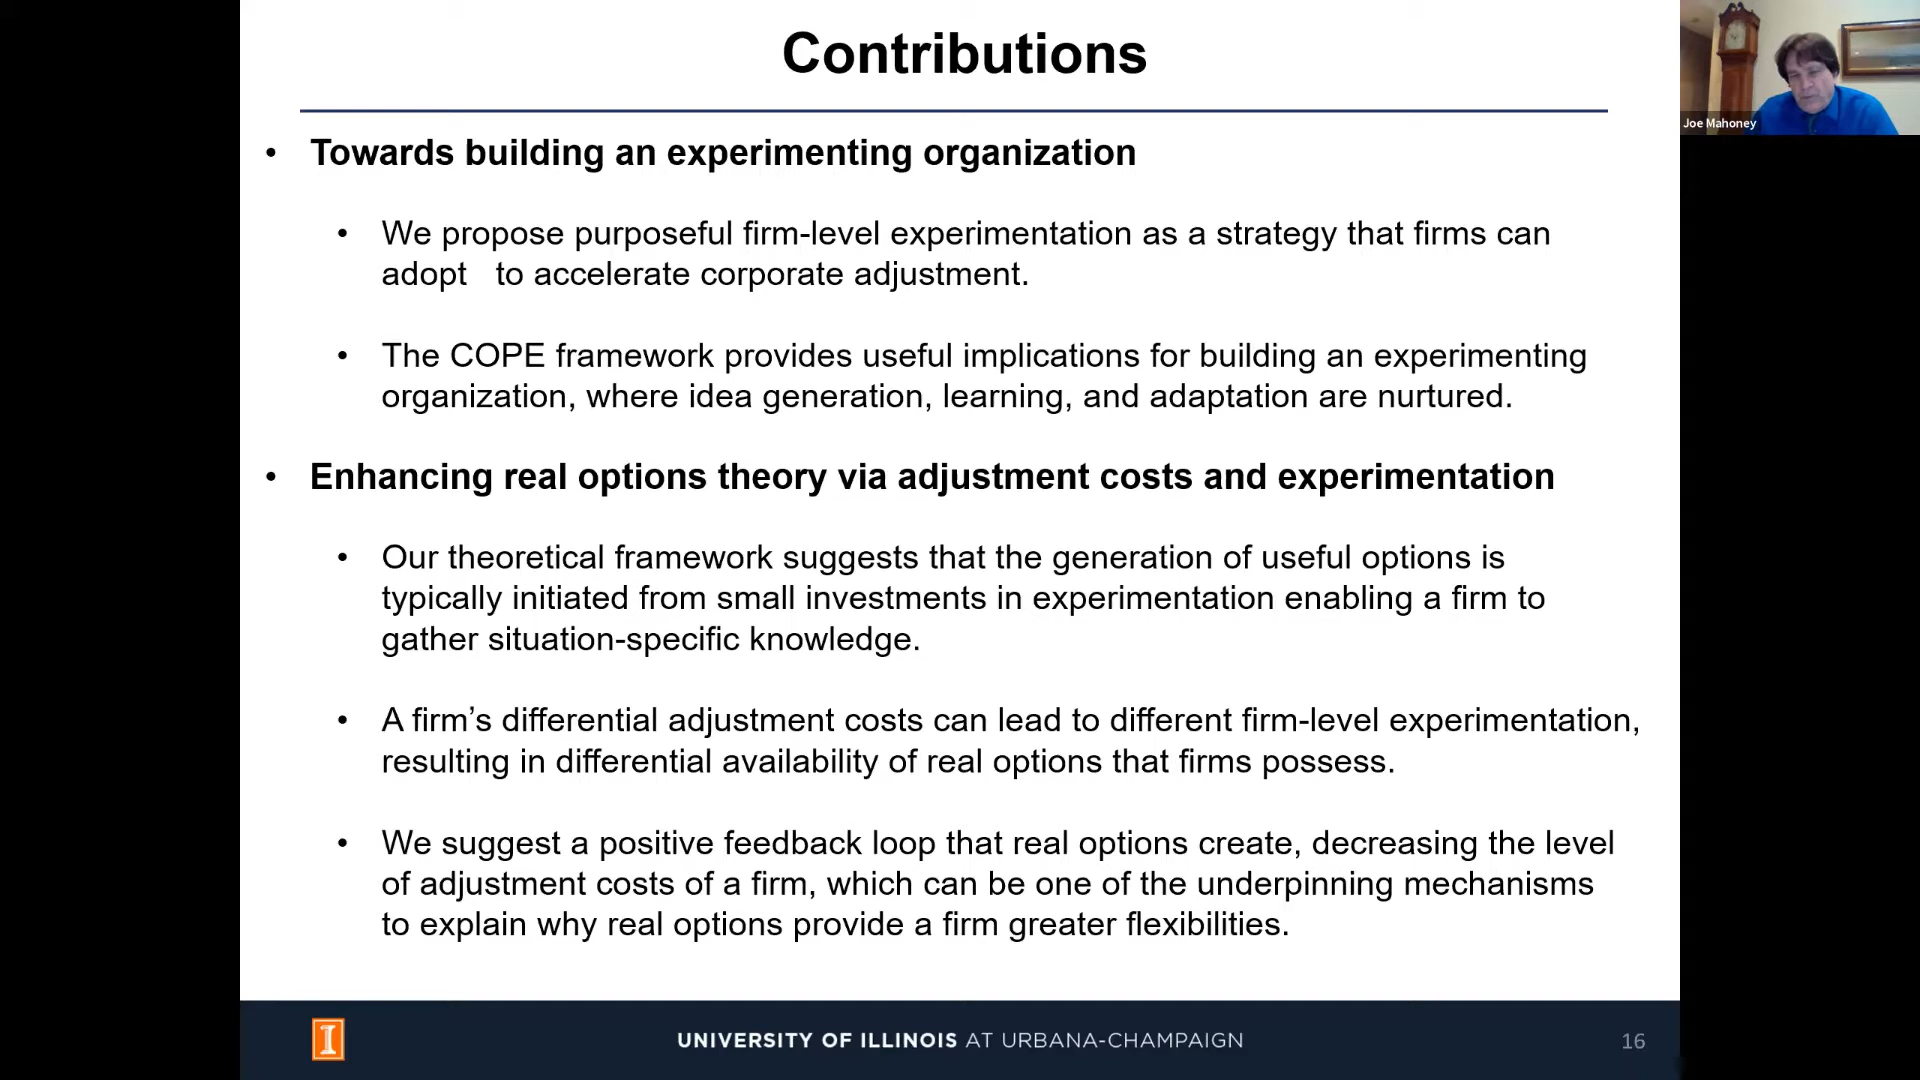 Contributions
Joe Mahoney
• Towards building an experimenting organization
• We propose purposeful firm-level experimentation as a strategy that firms can
adopt   to accelerate corporate adjustment.
• The COPE framework provides useful implications for building an experimenting
organization, where idea generation, learning, and adaptation are nurtured.
• Enhancing real options theory via adjustment costs and experimentation
• Our theoretical framework suggests that the generation of useful options is
typically initiated from small investments in experimentation enabling a firm to
gather situation-specific knowledge.
• A firm’s differential adjustment costs can lead to different firm-level experimentation,
resulting in differential availability of real options that firms possess.
• We suggest a positive feedback loop that real options create, decreasing the level
of adjustment costs of a firm, which can be one of the underpinning mechanisms
to explain why real options provide a firm greater flexibilities.
I
UNIVERSITY OF ILLINOIS AT URBANA-CHAMPAIGN
16